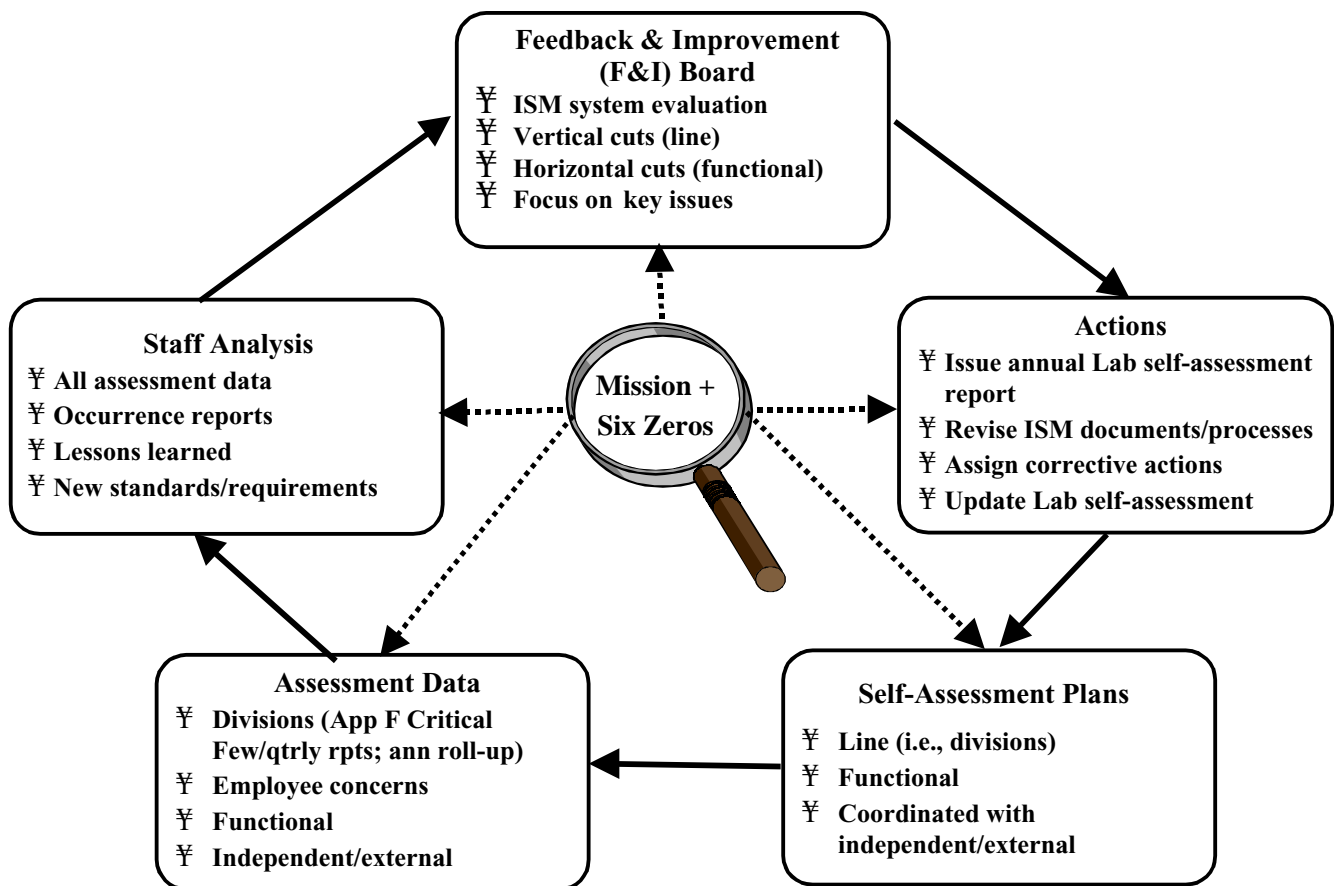 Feedback & Improvement
(F&I) Board
¥ ISM system evaluation
¥ Vertical cuts (line)
¥ Horizontal cuts (functional)
¥ Focus on key issues
Staff Analysis
¥ All assessment data
¥ Occurrence reports
¥ Lessons learned
¥ New standards/requirements
Mission +
Six Zeros
Actions
¥ Issue annual Lab self-assessment
report
¥ Revise ISM documents/processes
¥ Assign corrective actions
¥ Update Lab self-assessment
Assessment Data
¥ Divisions (App F Critical
Few/qtrly rpts; ann roll-up)
¥ Employee concerns
¥ Functional
¥ Independent/external
Self-Assessment Plans
¥ Line (i.e., divisions)
¥ Functional
¥ Coordinated with
independent/external